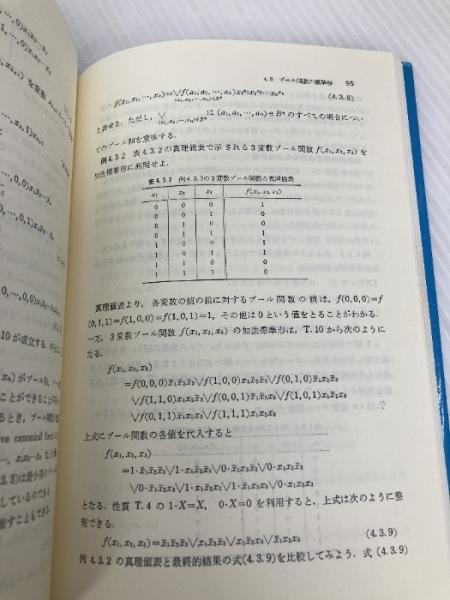 4.3 ブール関数の標準形 95
f(x₁,x₂,…,xₙ)=∨f(a₁,a₂,…,aₙ)x₁ᵃ¹x₂ᵃ²…xₙᵃⁿ (4.3.8)
(a₁,a₂,…,aₙ)∈Bⁿ
と表せる.ただし, ∨ は (a₁,a₂,…,aₙ)∈Bⁿ のすべての場合につい
(a₁,a₂,…,aₙ)∈Bⁿ
てのブール和を意味する.
例4.3.2 表4.3.2の真理値表で示される3変数ブール関数 f(x₁,x₂,x₃) を
加法標準形に展開せよ.
表 4.3.2 例4.3.2の3変数ブール関数の真理値表
x₁ x₂ x₃ f(x₁,x₂,x₃)
0 0 0 1
0 0 1 0
0 1 0 0
0 1 1 1
1 0 0 1
1 0 1 1
1 1 0 0
1 1 1 0
真理値表より, 各変数の値の組に対するブール関数の値は, f(0,0,0)=f
(0,1,1)=f(1,0,0)=f(1,0,1)=1, その他は0という値をとることがわかる.
一方, 3変数ブール関数 f(x₁,x₂,x₃) の加法標準形は, T.10 から次のように
なる.
f(x₁,x₂,x₃)
=f(0,0,0)x̄₁x̄₂x̄₃∨f(1,0,0)x₁x̄₂x̄₃∨f(0,1,0)x̄₁x₂x̄₃
∨f(1,1,0)x₁x₂x̄₃∨f(0,0,1)x̄₁x̄₂x₃∨f(1,0,1)x₁x̄₂x₃
∨f(0,1,1)x̄₁x₂x₃∨f(1,1,1)x₁x₂x₃
上式にブール関数の各値を代入すると
f(x₁,x₂,x₃)
=1·x̄₁x̄₂x̄₃∨1·x₁x̄₂x̄₃∨0·x̄₁x₂x̄₃∨0·x₁x₂x̄₃
∨0·x̄₁x̄₂x₃∨1·x₁x̄₂x₃∨1·x̄₁x₂x₃∨0·x₁x₂x₃
となる. 性質 T.4 の 1·X=X, 0·X=0 を利用すると, 上式は次のように整
理できる.
f(x₁,x₂,x₃)=x̄₁x̄₂x̄₃∨x₁x̄₂x̄₃∨x₁x̄₂x₃∨x̄₁x₂x₃ (4.3.9)
例 4.3.2 の真理値表と最終的結果の式(4.3.9)を比較してみよう. 式 (4.3.9)